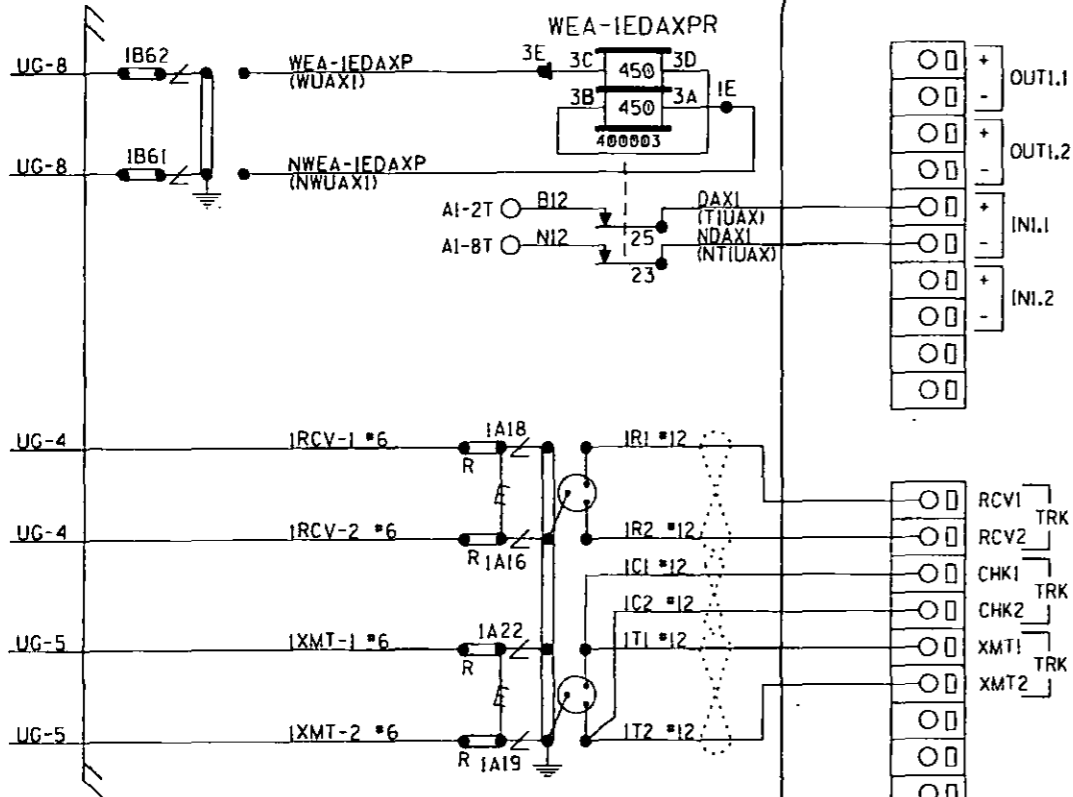 WEA-1EDAXPR
UG-8 1B62 WEA-1EDAXP 3E 3C 450 3D
(WUAX1)
3B 450 3A 1E
400003
UG-8 1B61 NWEA-1EDAXP
(NWUAX1)
A1-2T B12 25 DAX1
(T1UAX)
A1-8T N12 23 NDAX1
(NT1UAX)
+ OUT1.1
-
+ OUT1.2
-
+ IN1.1
-
+ IN1.2
-
UG-4 1RCV-1 #6 R 1A18 1R1 #12
E
UG-4 1RCV-2 #6 R 1A16 1R2 #12
1C1 #12
1C2 #12
UG-5 1XMT-1 #6 R 1A22 1T1 #12
E
UG-5 1XMT-2 #6 R 1A19 1T2 #12
RCV1
TRK
RCV2
CHK1
TRK
CHK2
XMT1
TRK
XMT2